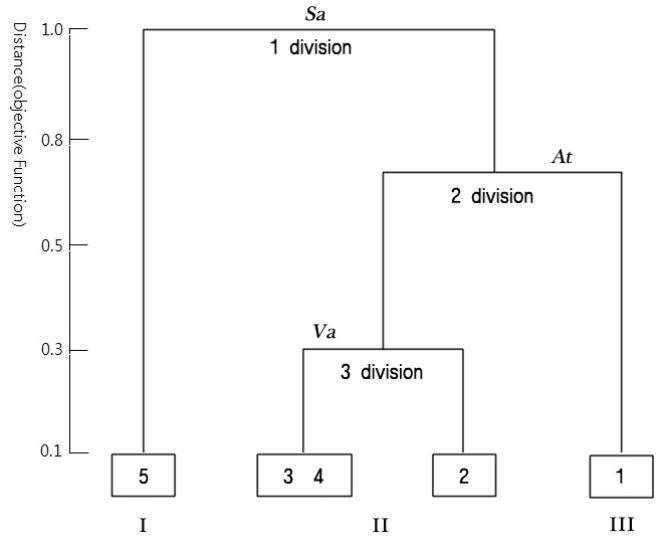 Distance(objective Function)
Sa
1.0
1 division
0.8
At
2 division
0.5
Va
0.3
3 division
0.1
5
3 4
2
1
I
II
III